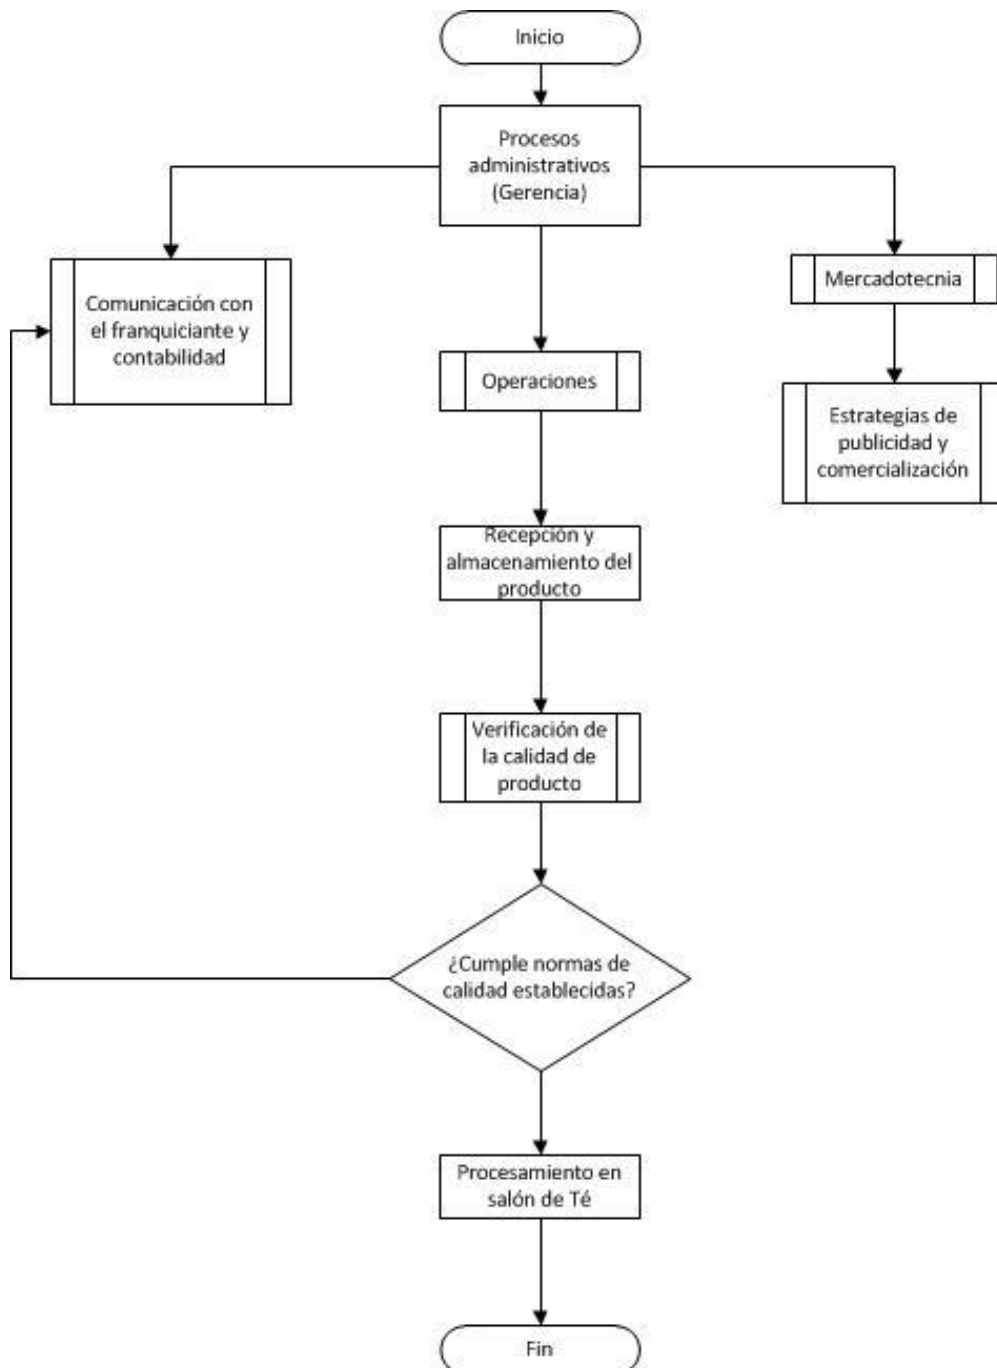 Inicio
Procesos
administrativos
(Gerencia)
Comunicación con
el franquiciante y
contabilidad
Mercadotecnia
Operaciones
Estrategias de
publicidad y
comercialización
Recepción y
almacenamiento del
producto
Verificación de
la calidad de
producto
¿Cumple normas de
calidad establecidas?
Procesamiento en
salón de Té
Fin